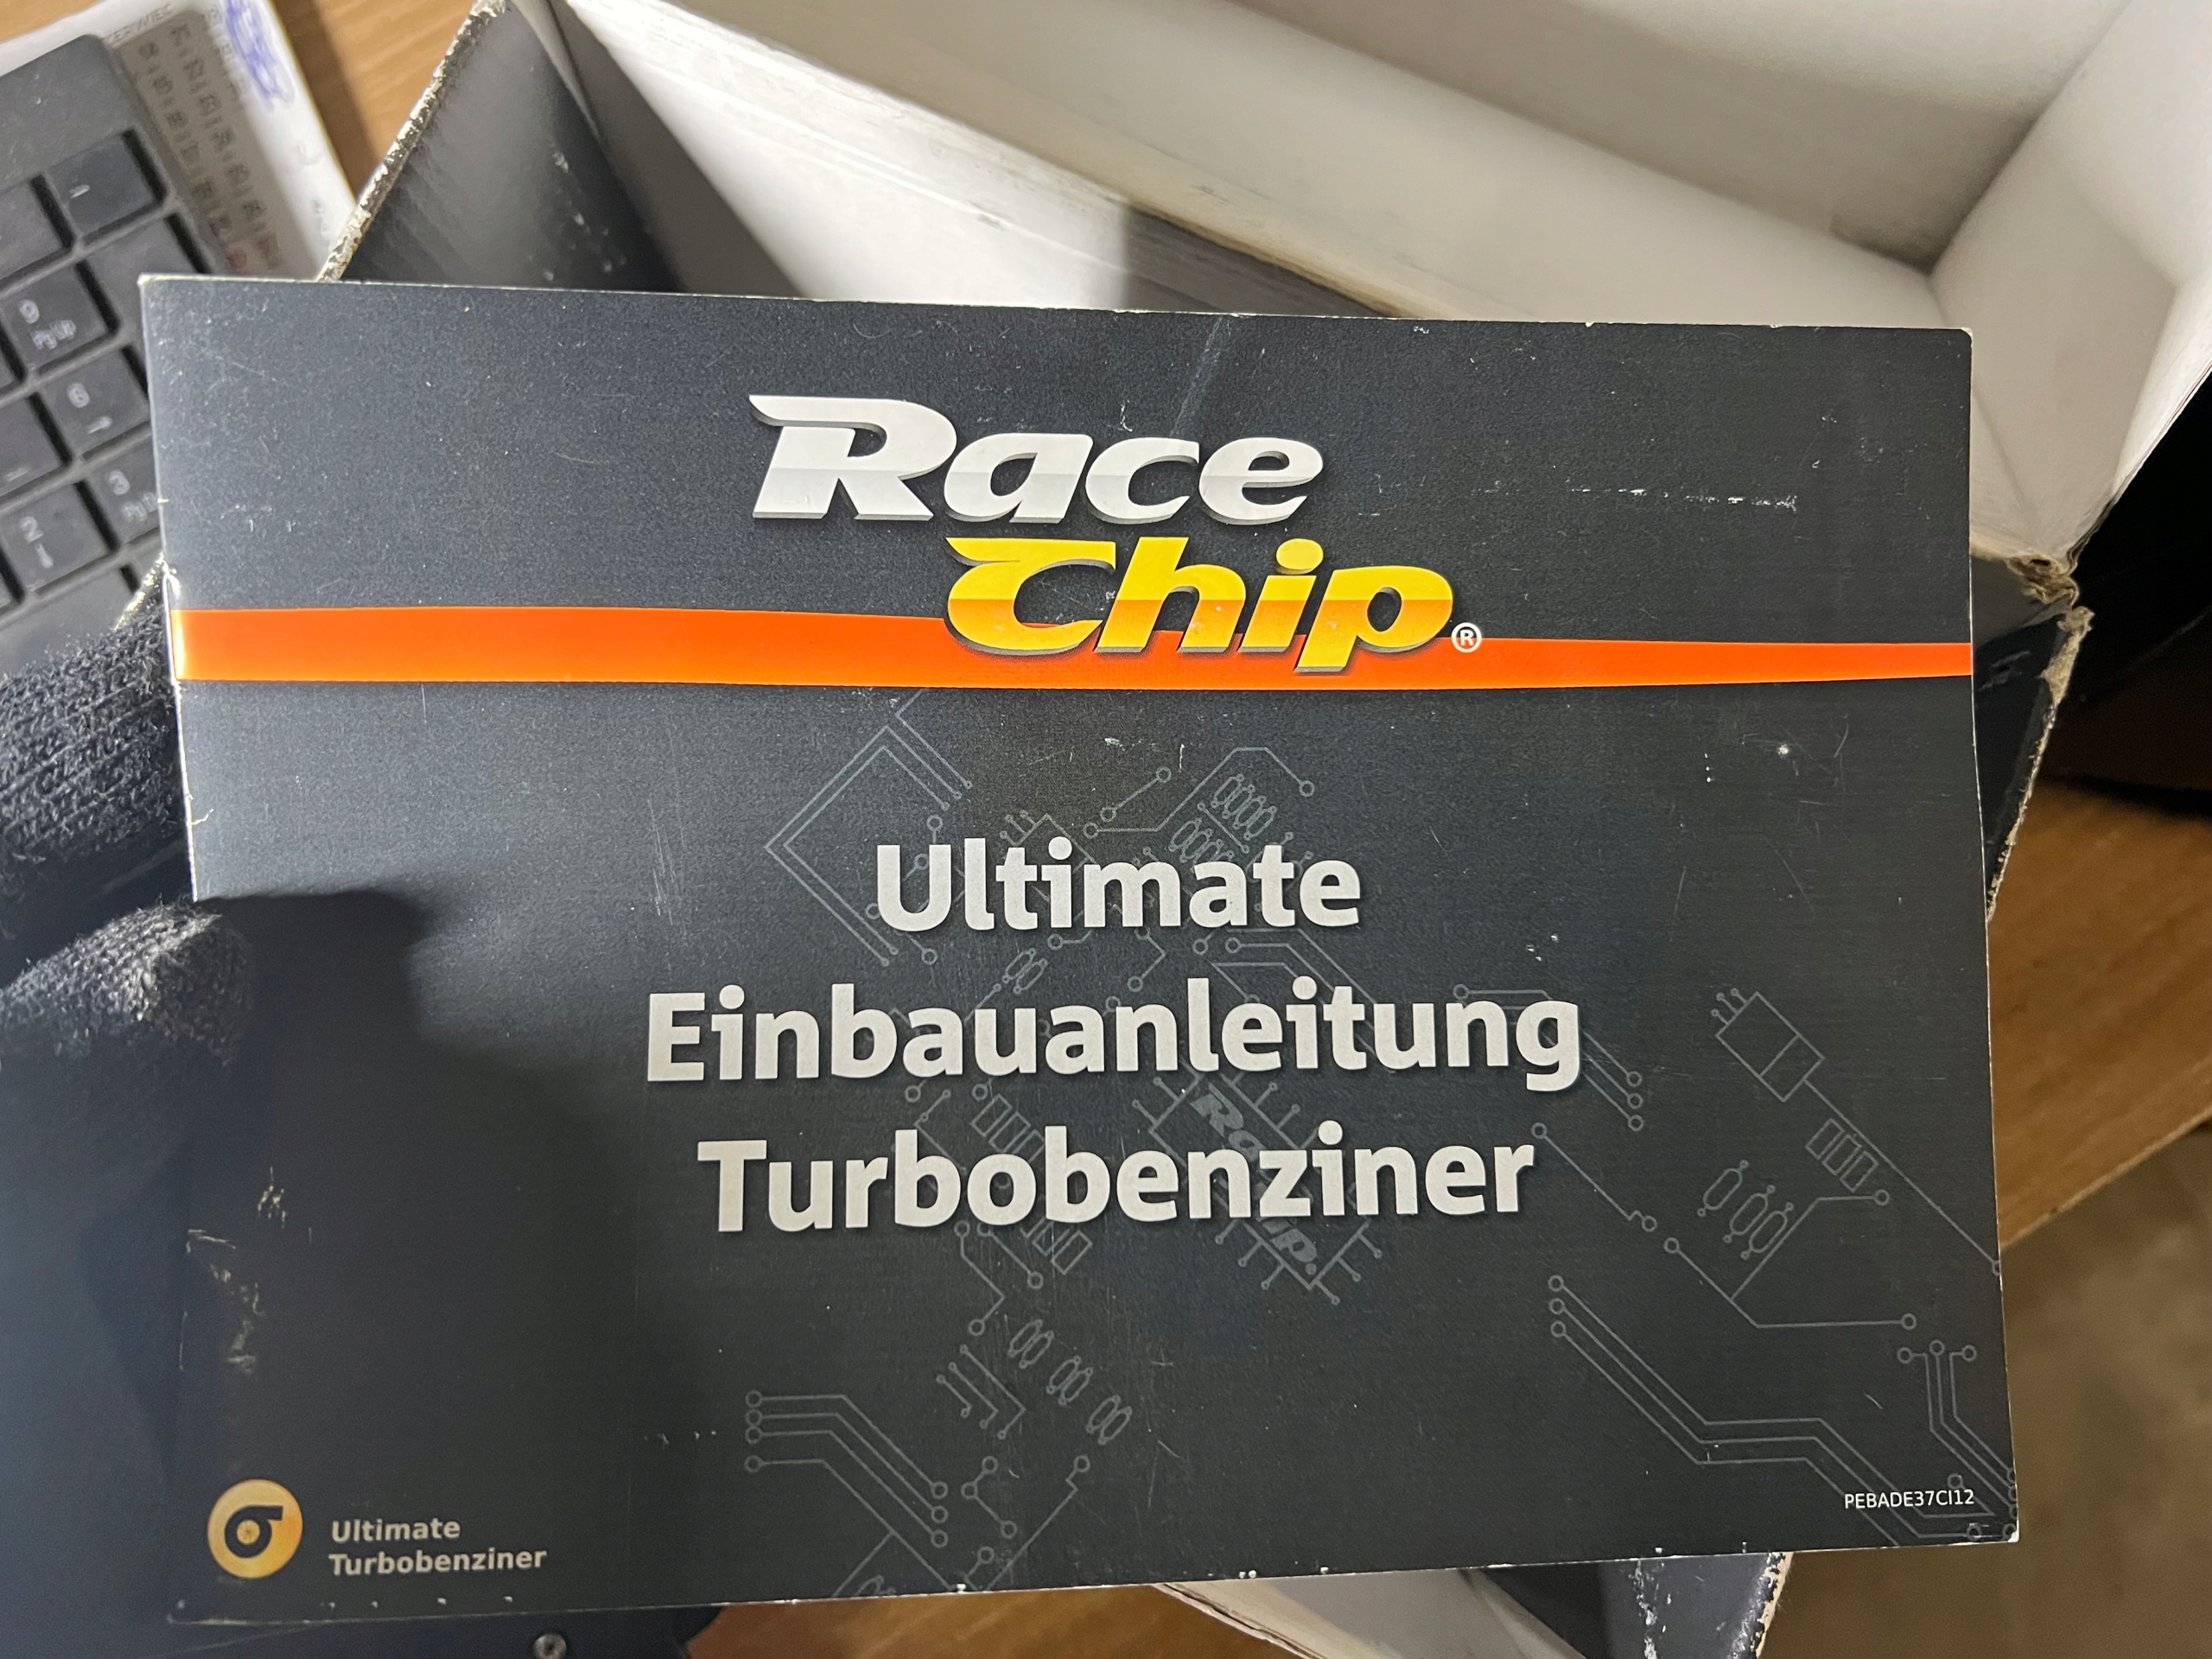 Race
Chip®
Ultimate
Einbauanleitung
Turbobenziner
Ultimate
Turbobenziner
PEBADE37CI12